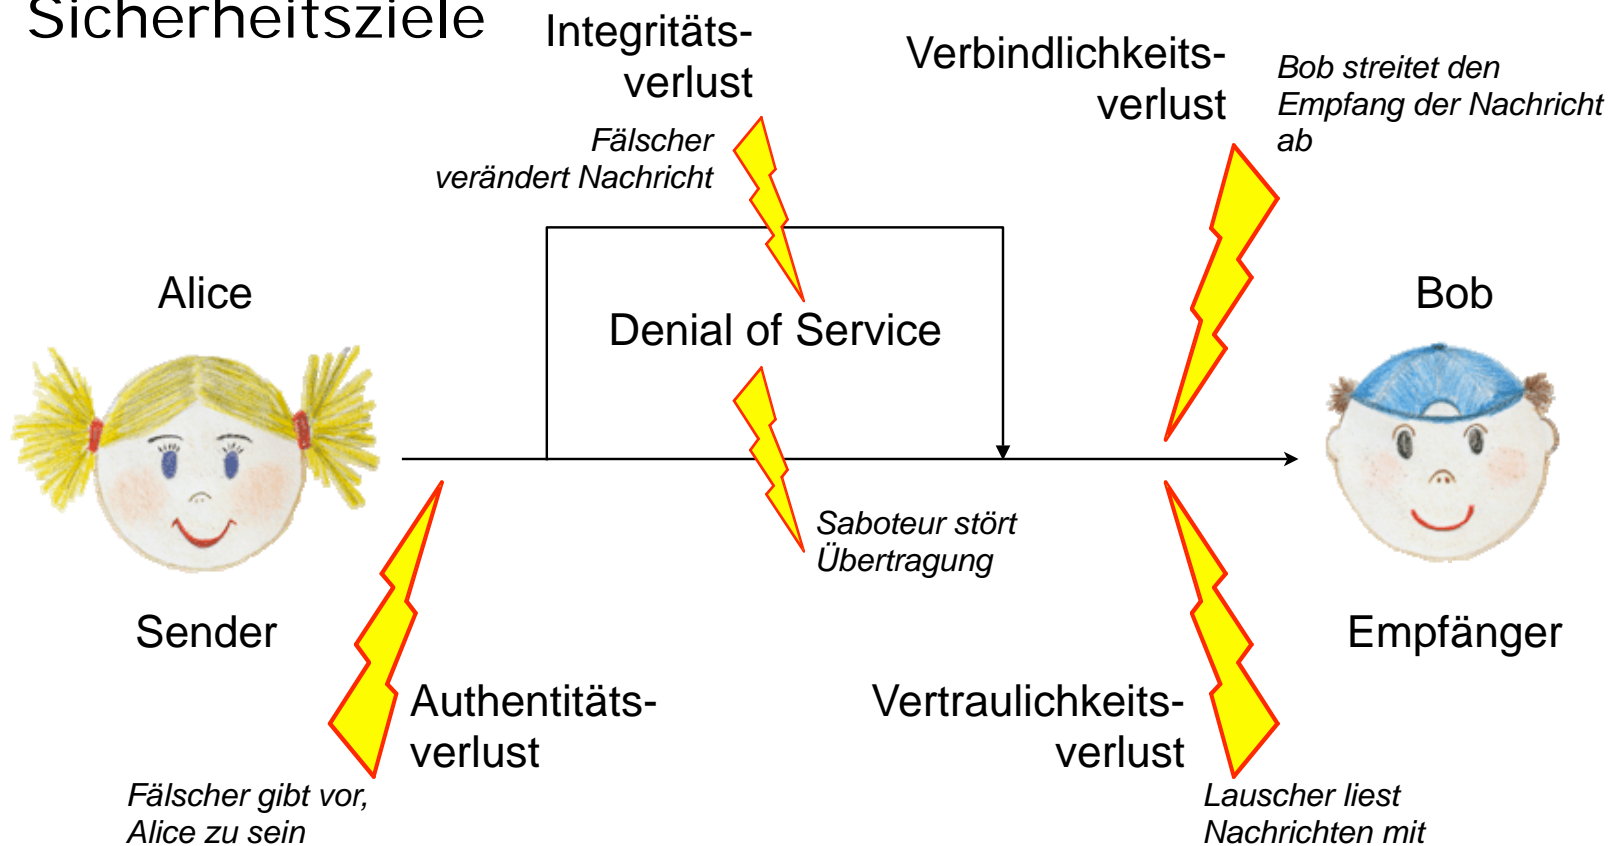 Sicherheitsziele
Integritäts-
verlust
Fälscher
verändert Nachricht
Verbindlichkeits-
verlust
Bob streitet den
Empfang der Nachricht
ab
Alice
Denial of Service
Bob
Saboteur stört
Übertragung
Sender
Empfänger
Authentitäts-
verlust
Fälscher gibt vor,
Alice zu sein
Vertraulichkeits-
verlust
Lauscher liest
Nachrichten mit